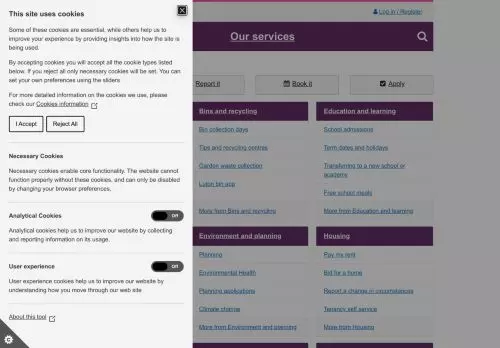 This site uses cookies
Some of these cookies are essential, while others help us to
improve your experience by providing insights into how the site is
being used.
By accepting cookies you will accept all the cookie types listed
below. If you reject all only necessary cookies will be set. You can
set your own preferences using the sliders
For more detailed information on the cookies we use, please
check our Cookies information
I Accept
Reject All
Necessary Cookies
Necessary cookies enable core functionality. The website cannot
function properly without these cookies, and can only be disabled
by changing your browser preferences.
Analytical Cookies
Off
Analytical cookies help us to improve our website by collecting
and reporting information on its usage.
User experience
Off
User experience cookies help us to improve our website by
understanding how you move through our web site
About this tool
Log in / Register
Our services
Report it
Book it
Apply
Bins and recycling
Bin collection days
Tips and recycling centres
Garden waste collection
Luton bin app
More from Bins and recycling
Education and learning
School admissions
Term dates and holidays
Transferring to a new school or
academy
Free school meals
More from Education and learning
Environment and planning
Planning
Environmental Health
Planning applications
Climate change
More from Environment and planning
Housing
Pay my rent
Bid for a home
Report a change in circumstances
Tenancy self service
More from Housing